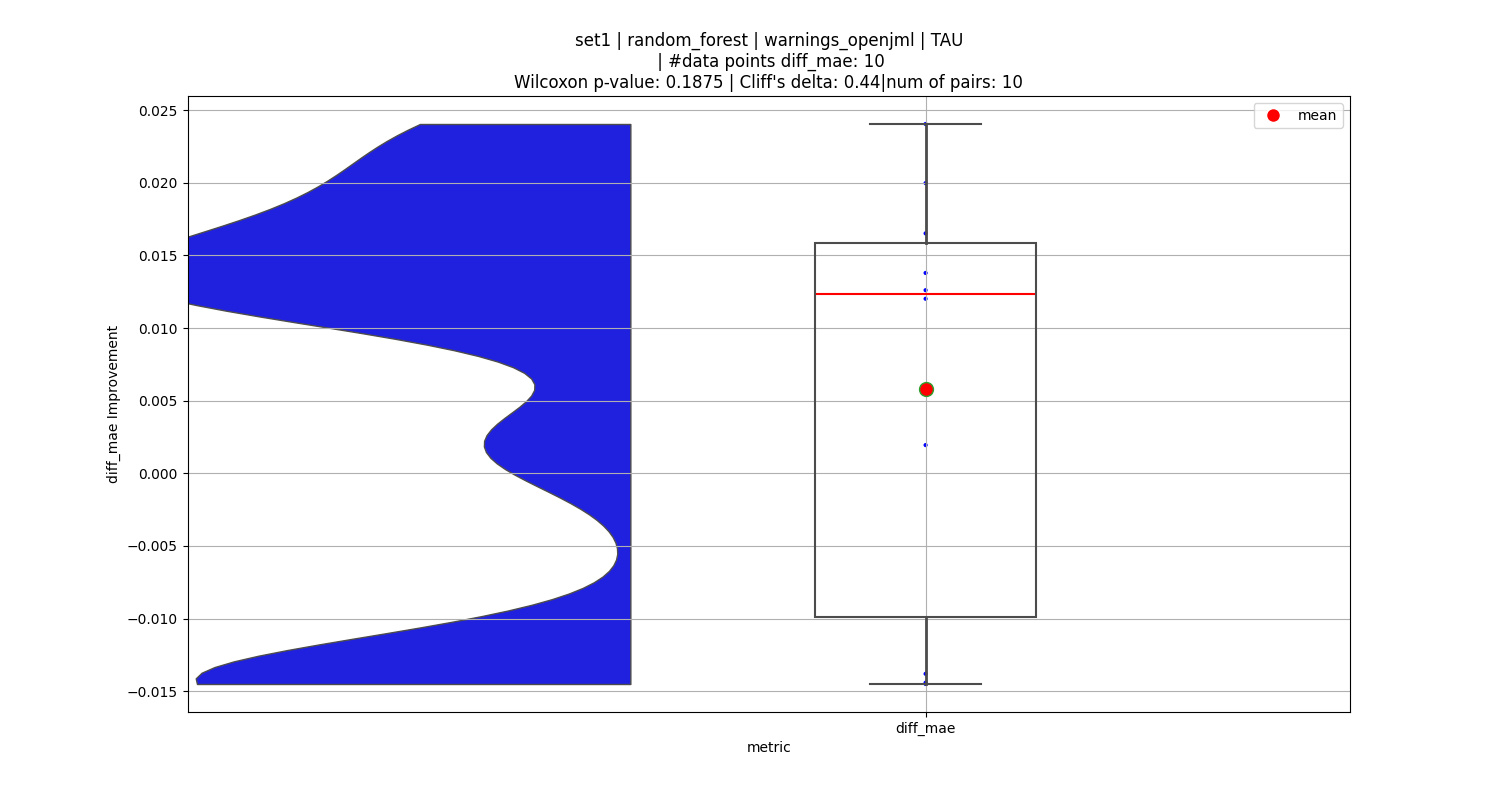 set1 | random_forest | warnings_openjml | TAU
| #data points diff_mae: 10
Wilcoxon p-value: 0.1875 | Cliff's delta: 0.44|num of pairs: 10
mean
0.025
0.020
0.015
0.010
0.005
0.000
−0.005
−0.010
−0.015
diff_mae Improvement
diff_mae
metric